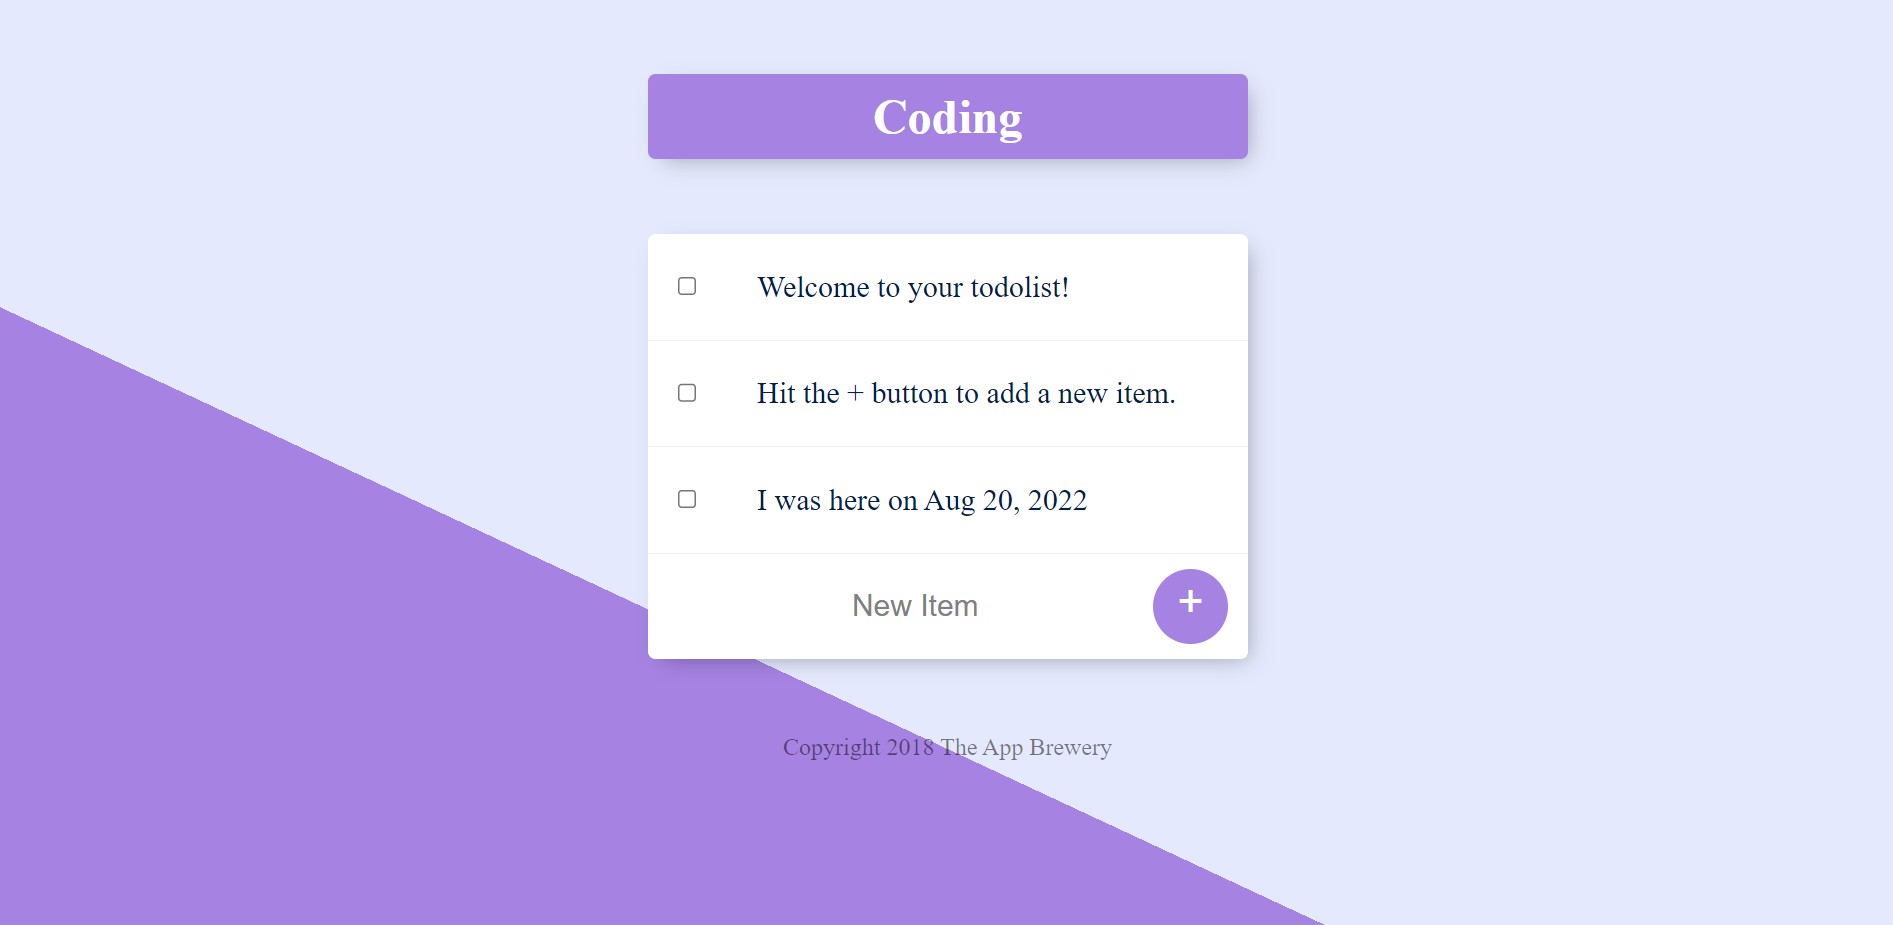 Coding
Welcome to your todolist!
Hit the + button to add a new item.
I was here on Aug 20, 2022
New Item +
Copyright 2018 The App Brewery